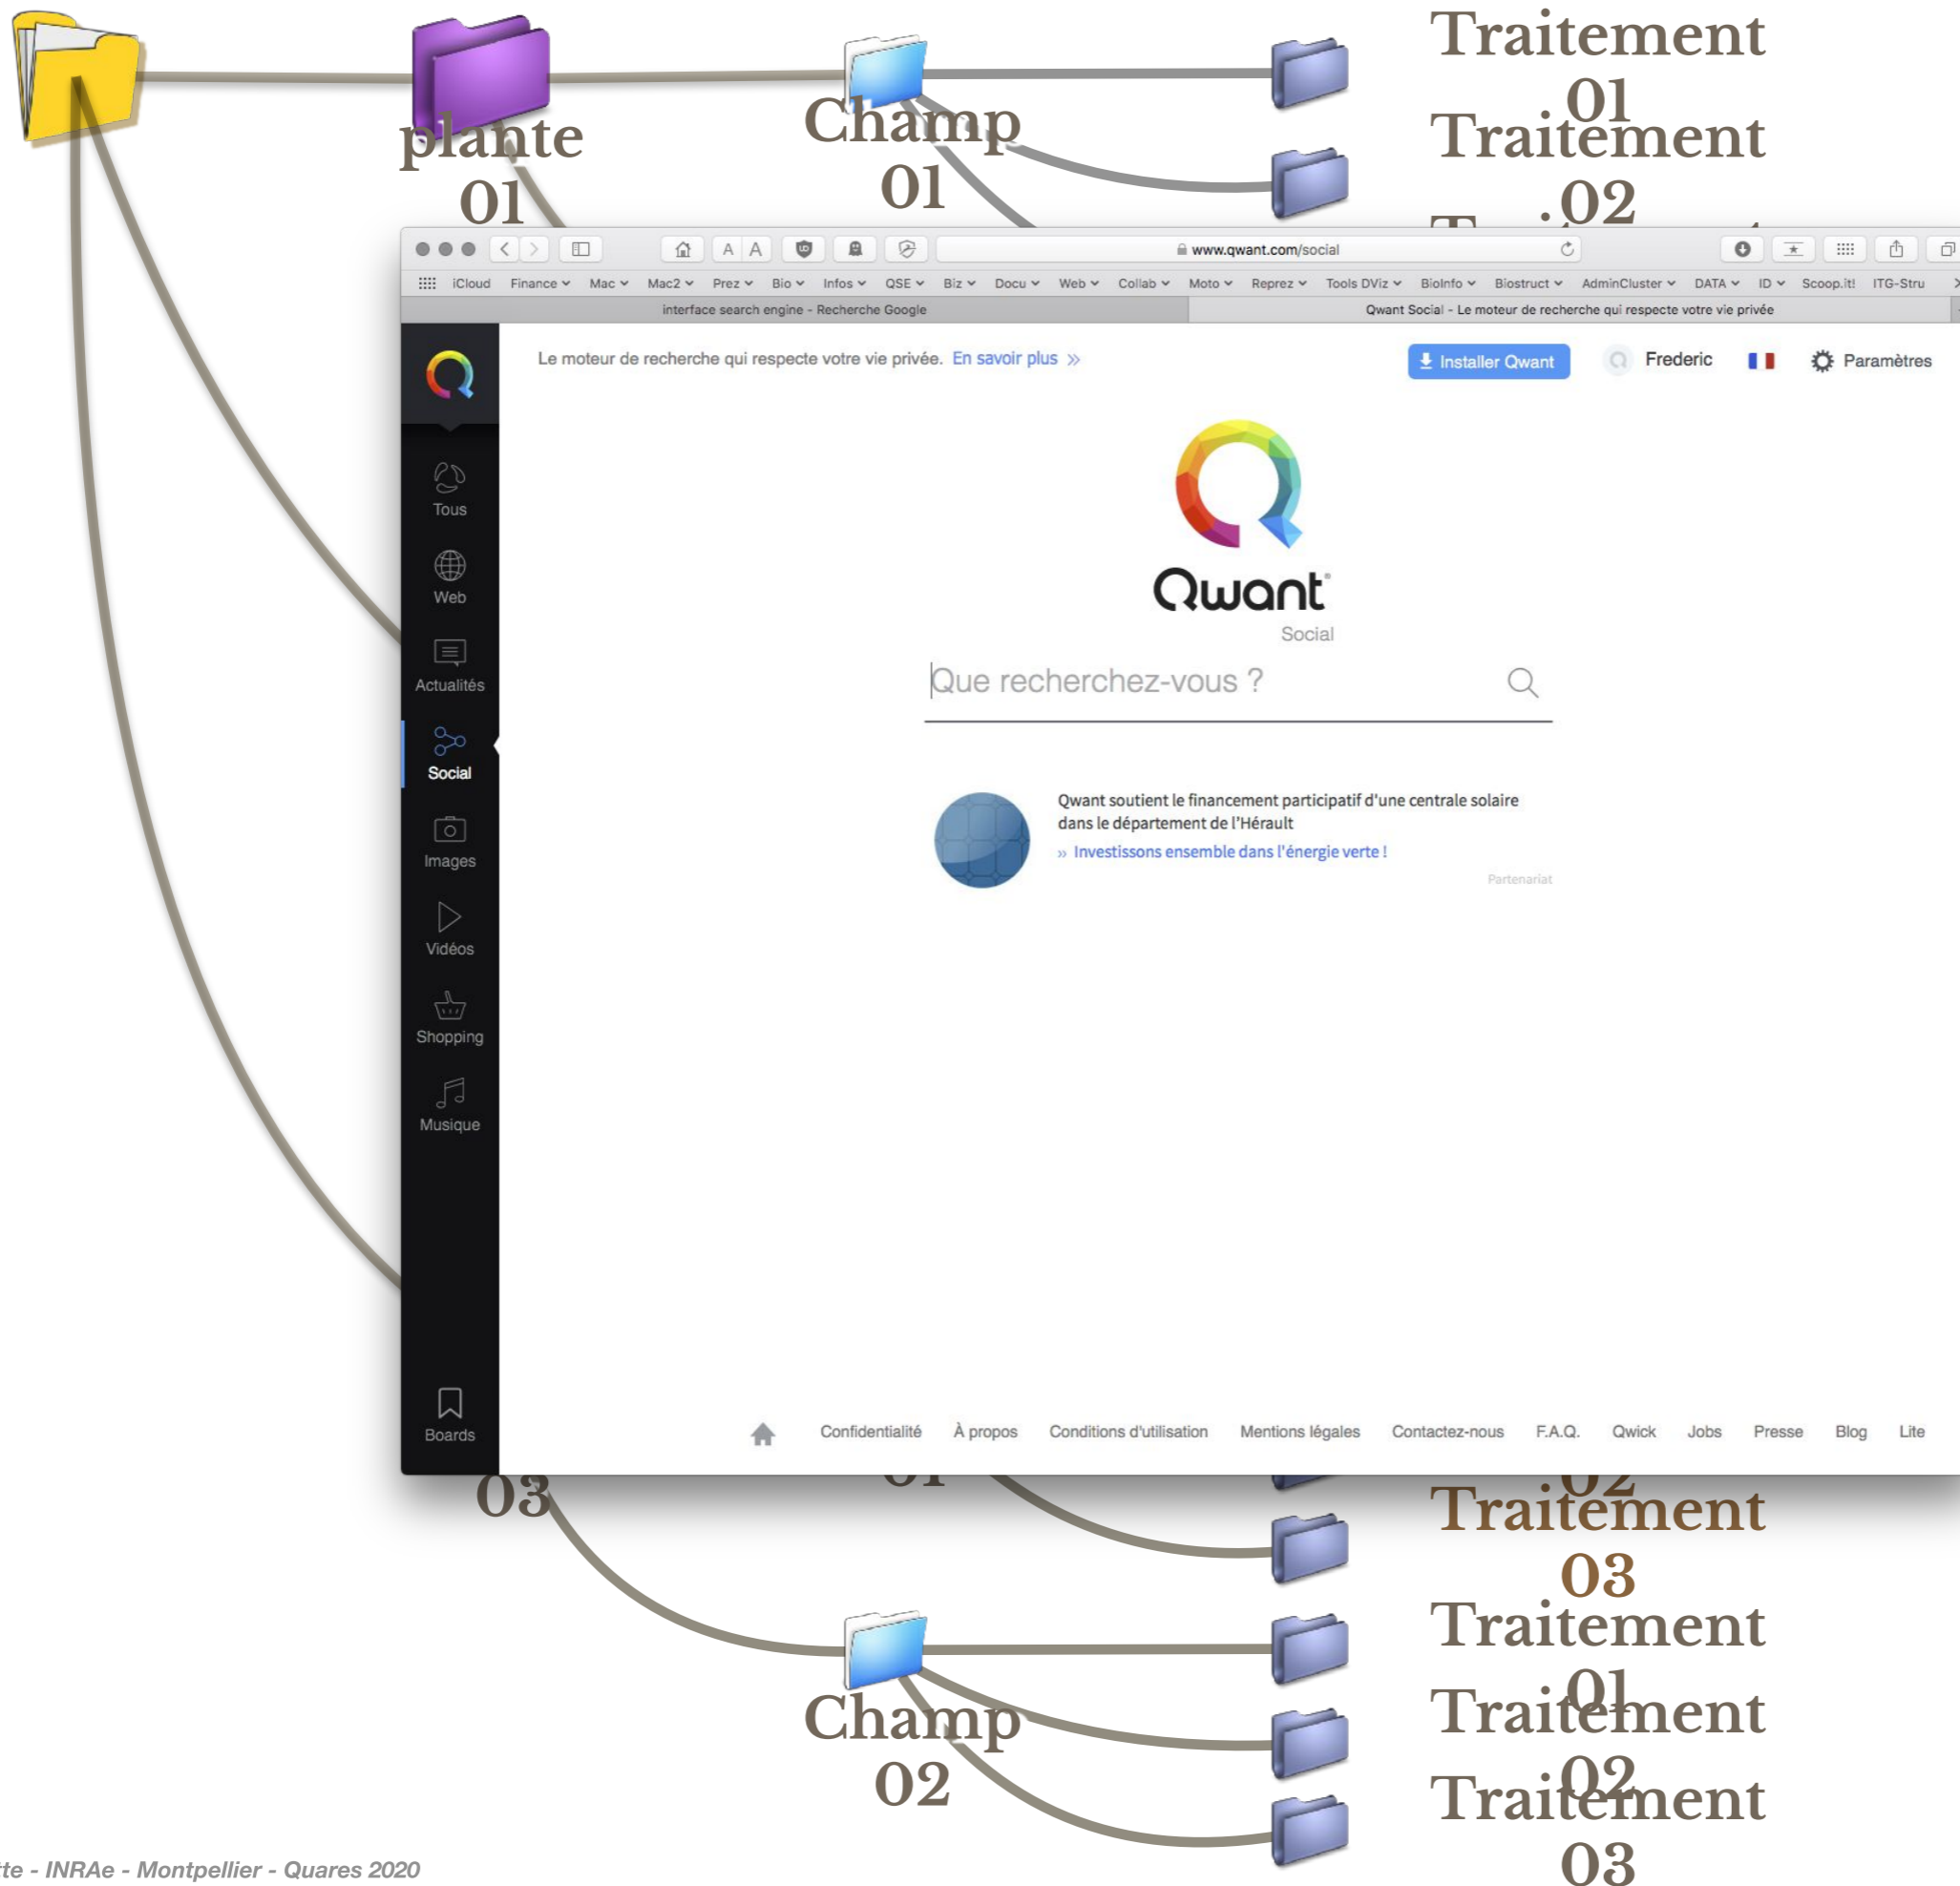 Traitement
01
Traitement
02
plante
01
Champ
01
www.qwant.com/social
iCloud Finance Mac Mac2 Prez Bio Infos QSE Biz Docu Web Collab Moto Reprez Tools DViz BioInfo Biostruct AdminCluster DATA ID Scoop.it! ITG-Stru
interface search engine - Recherche Google
Qwant Social - Le moteur de recherche qui respecte votre vie privée
Le moteur de recherche qui respecte votre vie privée. En savoir plus »
Installer Qwant
Frederic
Paramètres
Tous
Web
Actualités
Social
Images
Vidéos
Shopping
Musique
Boards
Qwant
Social
Que recherchez-vous ?
Qwant soutient le financement participatif d'une centrale solaire
dans le département de l'Hérault
» Investissons ensemble dans l'énergie verte !
Partenariat
Confidentialité À propos Conditions d'utilisation Mentions légales Contactez-nous F.A.Q. Qwick Jobs Presse Blog Lite
03
Traitement
03
Champ
02
Traitement
01
Traitement
02
Traitement
03
- INRAe - Montpellier - Quares 2020